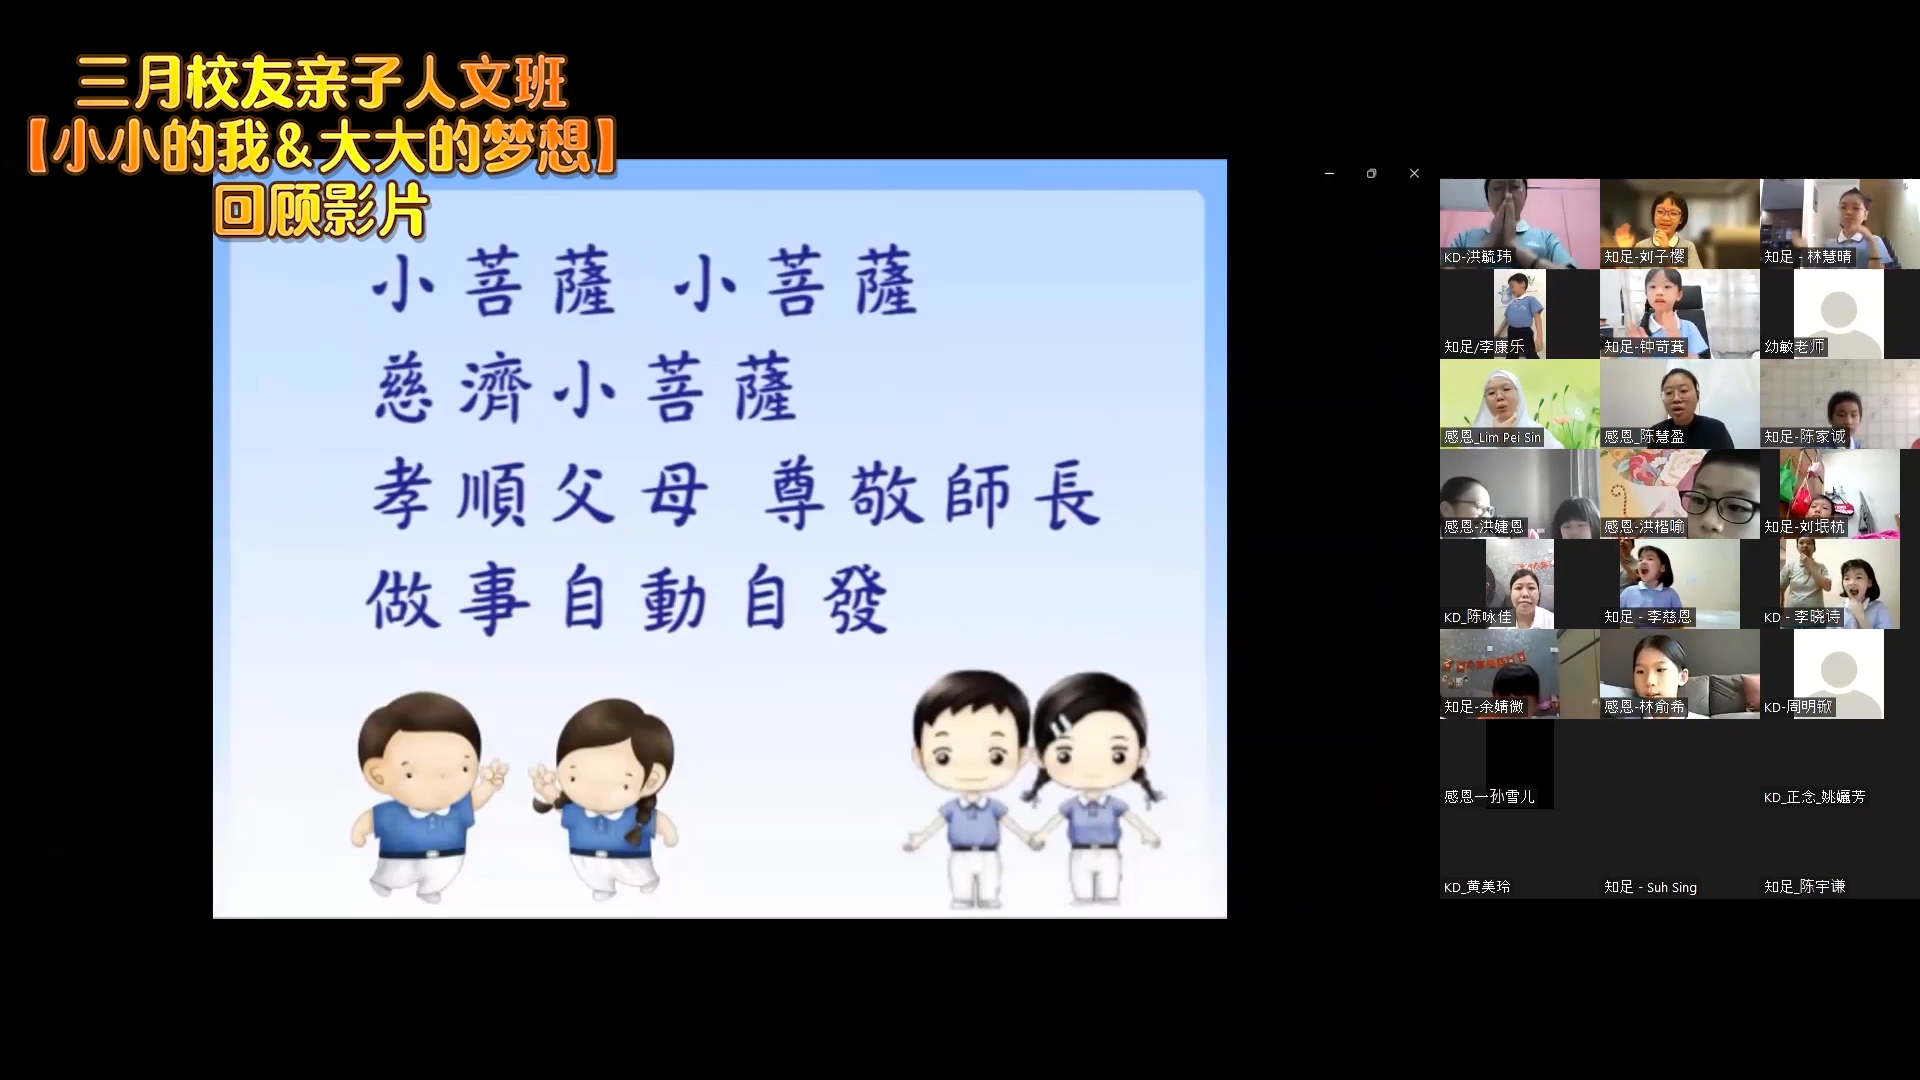 三月校友亲子人文班
【小小的我&大大的梦想】
回顾影片
小菩薩 小菩薩
慈濟小菩薩
孝順父母 尊敬師長
做事自動自發
KD-洪毓玮
知足-刘子樱
知足 - 林慧晴
知足/李康乐
知足-钟苛萁
幼敏老师
感恩_Lim Pei Sin
感恩_陈慧盈
知足-陈家诚
感恩-洪婕恩
感恩-洪楷喻
知足-刘垊杭
KD_陈咏佳
知足 - 李慈恩
KD - 李晓诗
知足-余婧微
感恩-林俞希
KD-周明锨
感恩一孙雪儿
KD_正念_姚孋芳
KD_黄美玲
知足 - Suh Sing
知足_陈宇谦